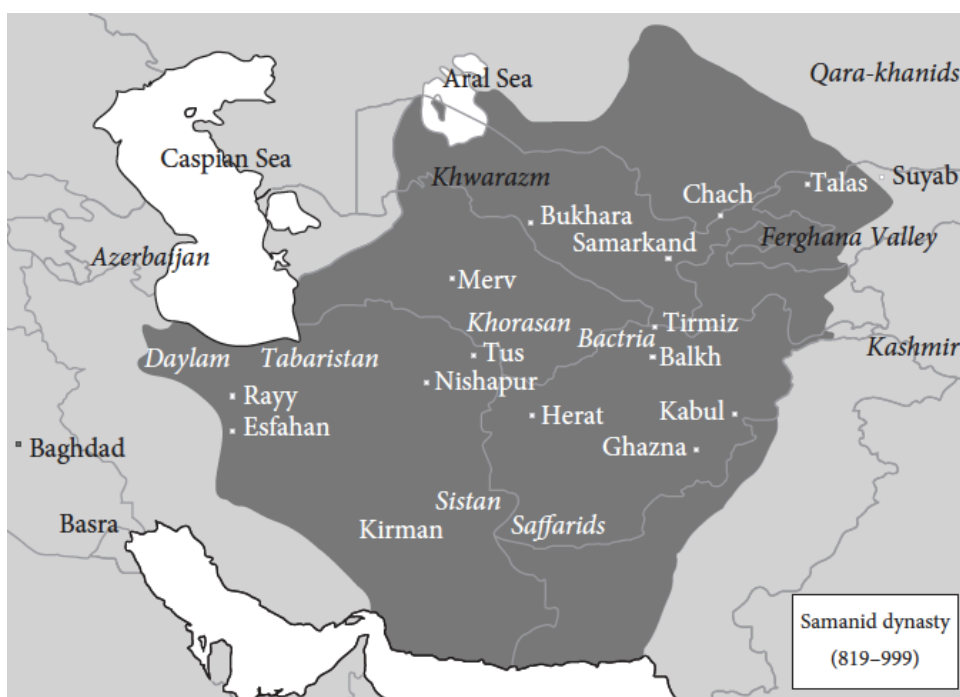 Aral Sea
Qara-khanids
Caspian Sea
Khwarazm
Talas
Suyab
Chach
Bukhara
Samarkand
Ferghana Valley
Azerbafjan
Merv
Khorasan
Tirmiz
Bactria
Daylam
Tabaristan
Tus
Balkh
Kashmir
Nishapur
Rayy
Herat
Kabul
Esfahan
Baghdad
Ghazna
Sistan
Basra
Kirman
Saffarids
Samanid dynasty
(819–999)